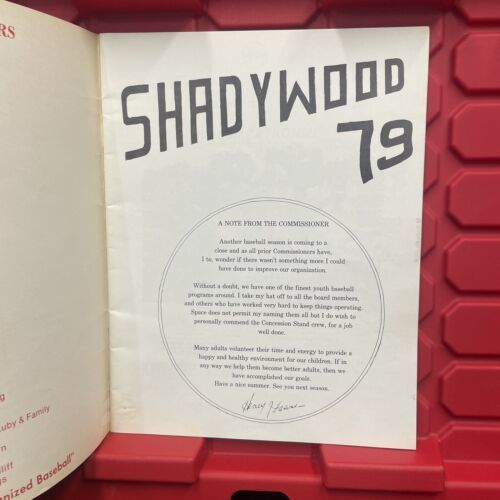 RS
SHADYWOOD
79
A NOTE FROM THE COMMISSIONER
Another baseball season is coming to a
close and as all prior Commissioners have,
I to, wonder if there wasn't something more I could
have done to improve our organization.
Without a doubt, we have one of the finest youth baseball
programs around. I take my hat off to all the board members,
and others who have worked very hard to keep things operating.
Space does not permit my naming them all but I do wish to
personally commend the Concession Stand crew, for a job
well done.
Many adults volunteer their time and energy to provide a
happy and healthy environment for our children. If in
any way we help them become better adults, then we
have accomplished our goals.
Have a nice summer. See you next season.
g
uby & Family
n
lift
s
nized Baseball"